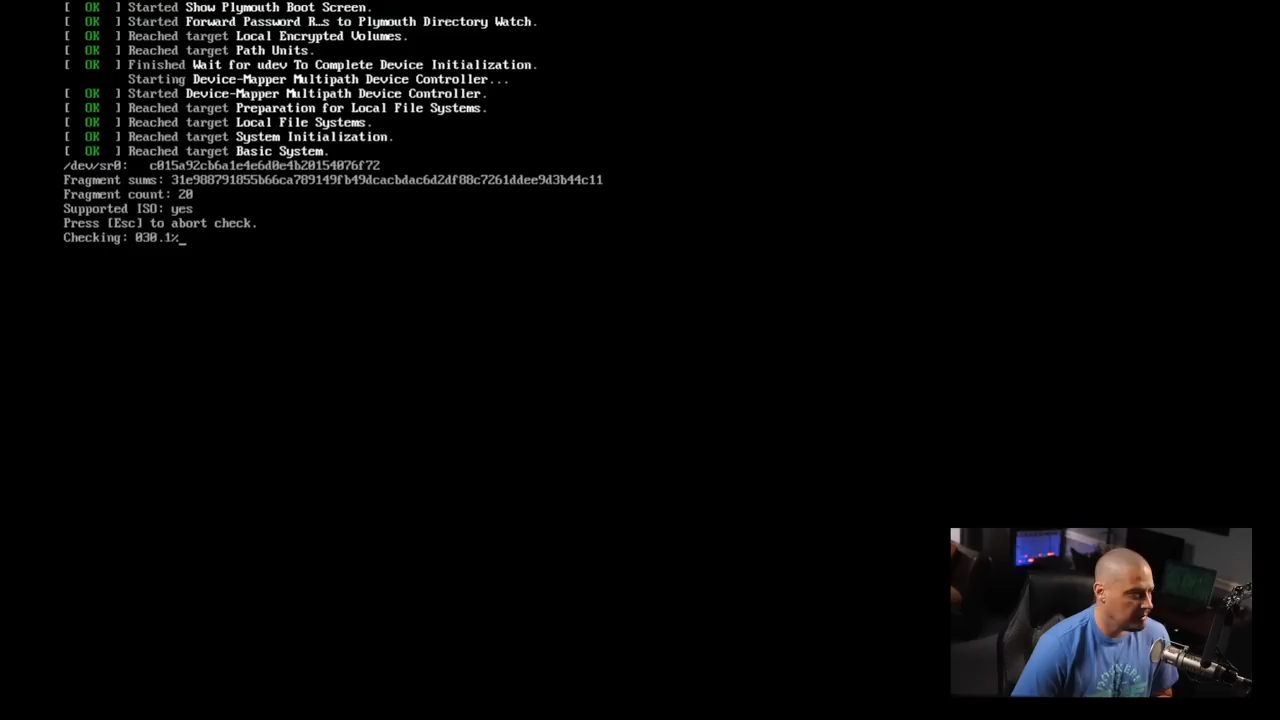 [ OK ] Started Show Plymouth Boot Screen.
[ OK ] Started Forward Password R…s to Plymouth Directory Watch.
[ OK ] Reached target Local Encrypted Volumes.
[ OK ] Reached target Path Units.
[ OK ] Finished Wait for udev To Complete Device Initialization.
Starting Device-Mapper Multipath Device Controller...
[ OK ] Started Device-Mapper Multipath Device Controller.
[ OK ] Reached target Preparation for Local File Systems.
[ OK ] Reached target Local File Systems.
[ OK ] Reached target System Initialization.
[ OK ] Reached target Basic System.
/dev/sr0: c015a92cb6a1e4e6d0e4b20154076f72
Fragment sums: 31e988791855b66ca789149fb49dcacbdac6d2df88c7261ddee9d3b44c11
Fragment count: 20
Supported ISO: yes
Press [Esc] to abort check.
Checking: 030.1%_